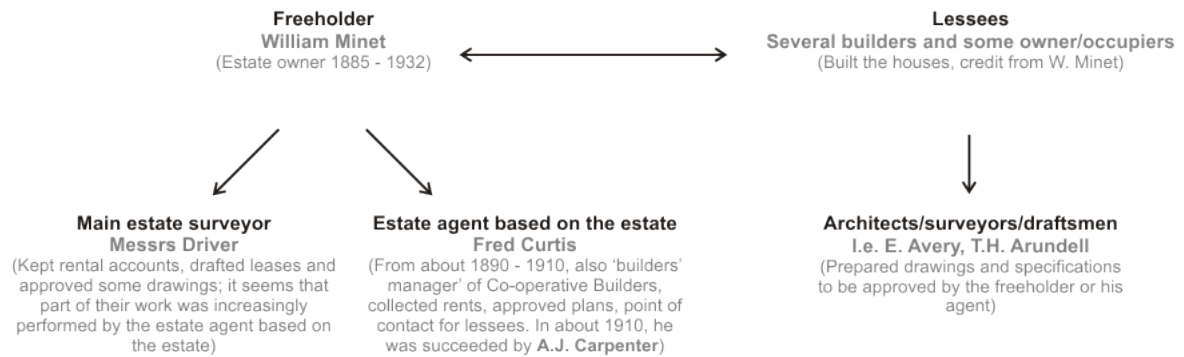 Freeholder
William Minet
(Estate owner 1885 - 1932)
Lessees
Several builders and some owner/occupiers
(Built the houses, credit from W. Minet)
Main estate surveyor
Messrs Driver
(Kept rental accounts, drafted leases and
approved some drawings; it seems that
part of their work was increasingly
performed by the estate agent based on
the estate)
Estate agent based on the estate
Fred Curtis
(From about 1890 - 1910, also ‘builders’
manager’ of Co-operative Builders,
collected rents, approved plans, point of
contact for lessees. In about 1910, he
was succeeded by A.J. Carpenter)
Architects/surveyors/draftsmen
I.e. E. Avery, T.H. Arundell
(Prepared drawings and specifications
to be approved by the freeholder or his
agent)